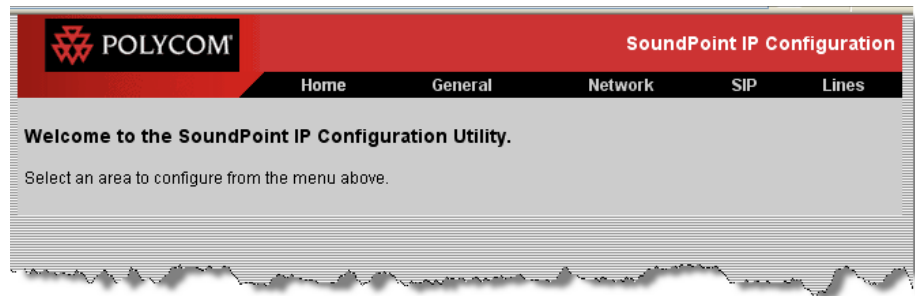 POLYCOM
SoundPoint IP Configuration
Home General Network SIP Lines
Welcome to the SoundPoint IP Configuration Utility.
Select an area to configure from the menu above.